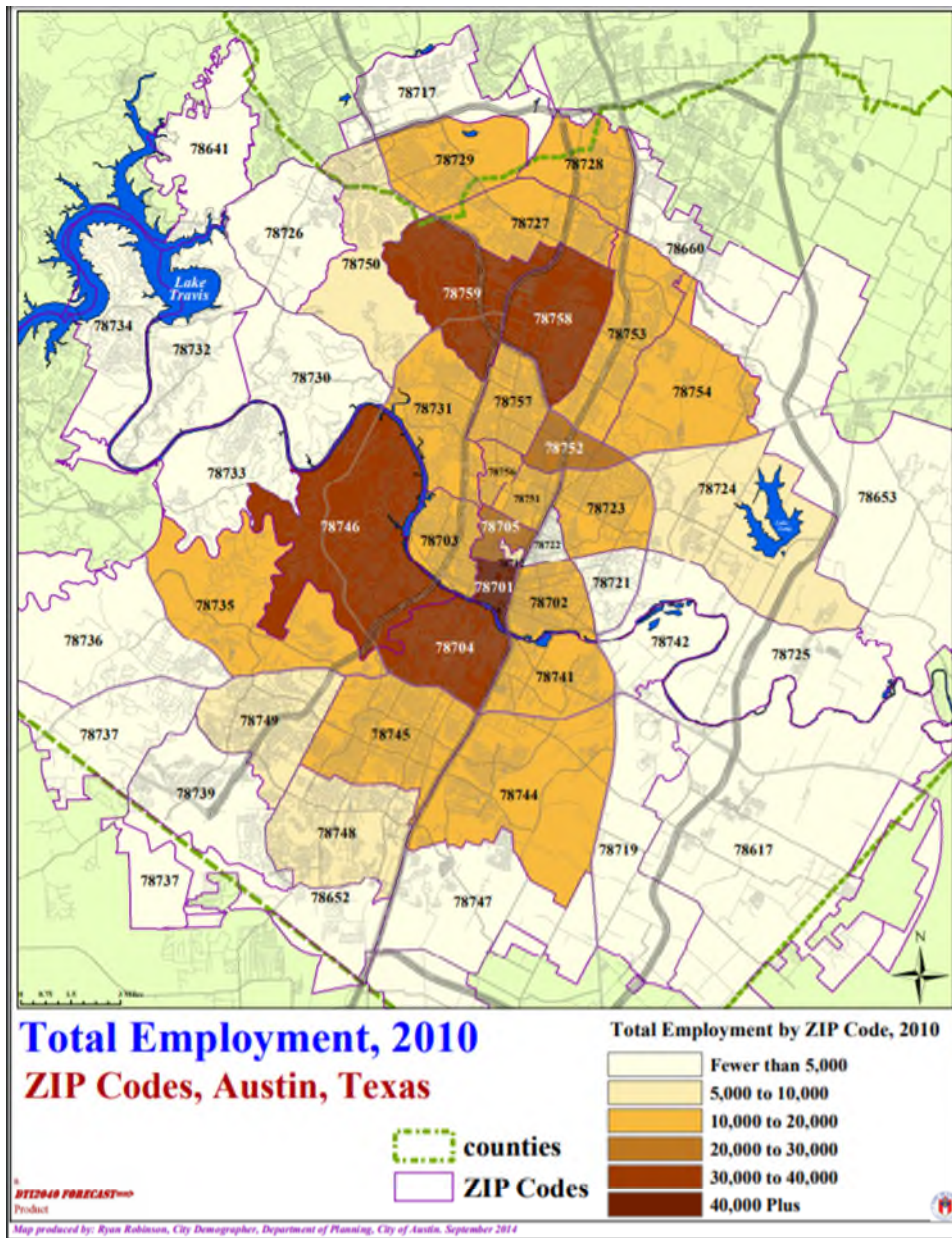 78717
78641
78729
78728
78727
78726
78660
78750
78759
Lake
Travis
78758
78753
78734
78732
78730
78754
78757
78731
78752
78756
78733
78724
78653
78751
78723
78746
78705
78703
78722
78701
78721
78702
78735
78736
78704
78742
78725
78741
78749
78745
78737
78739
78744
78748
78719
78617
78737
78652
78747
N
Total Employment, 2010
ZIP Codes, Austin, Texas
counties
ZIP Codes
Total Employment by ZIP Code, 2010
Fewer than 5,000
5,000 to 10,000
10,000 to 20,000
20,000 to 30,000
30,000 to 40,000
40,000 Plus
FORECAST
Product
Map produced by: Ryan Robinson, City Demographer, Department of Planning, City of Austin. September 2014